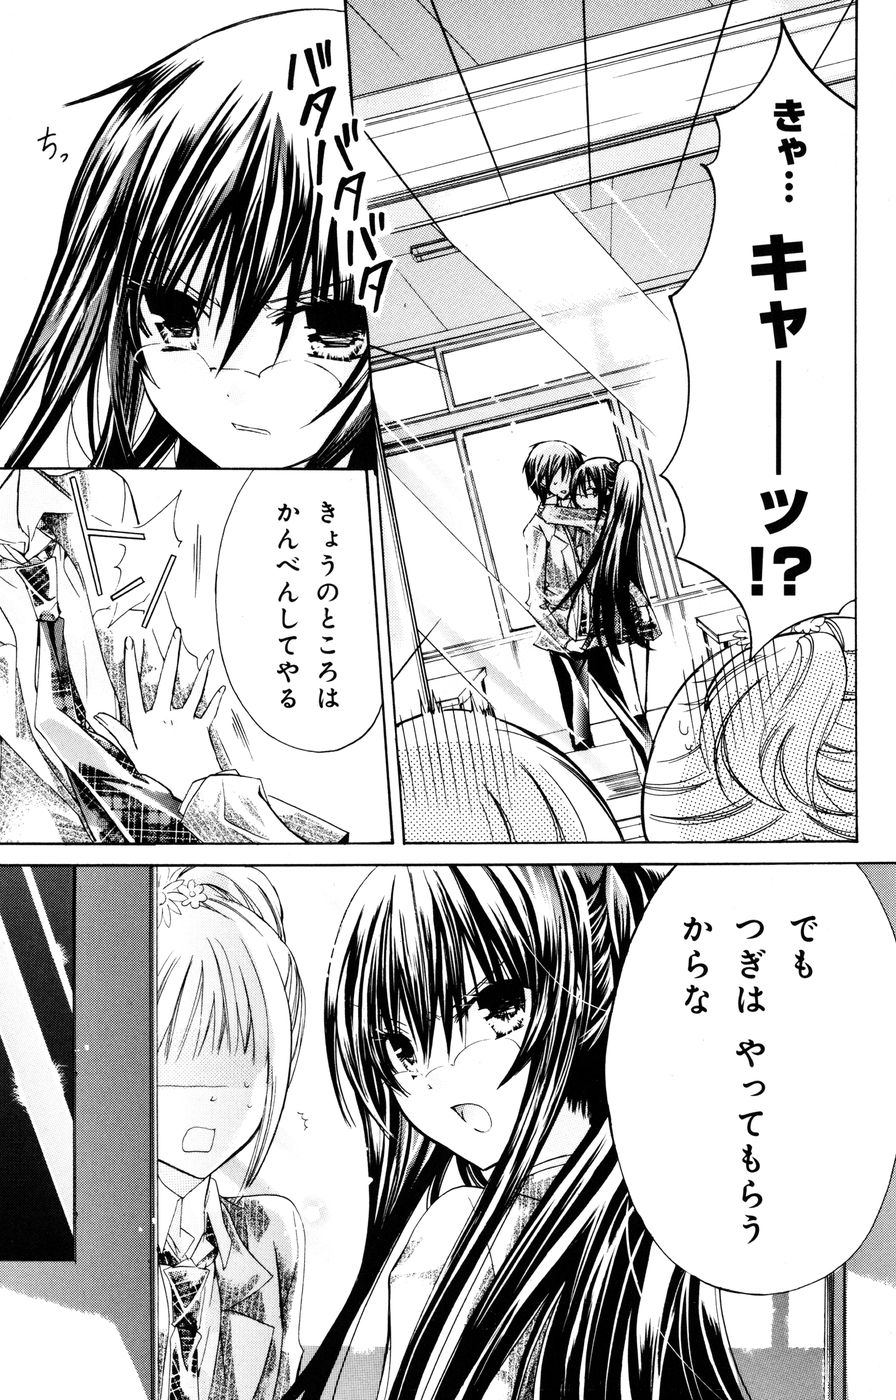 きゃ…
キャーーッ!?
バタ
バタ
バタ
ちっ
きょうのところは
かんべんしてやる
ドン
でも
つぎは やってもらう
からな